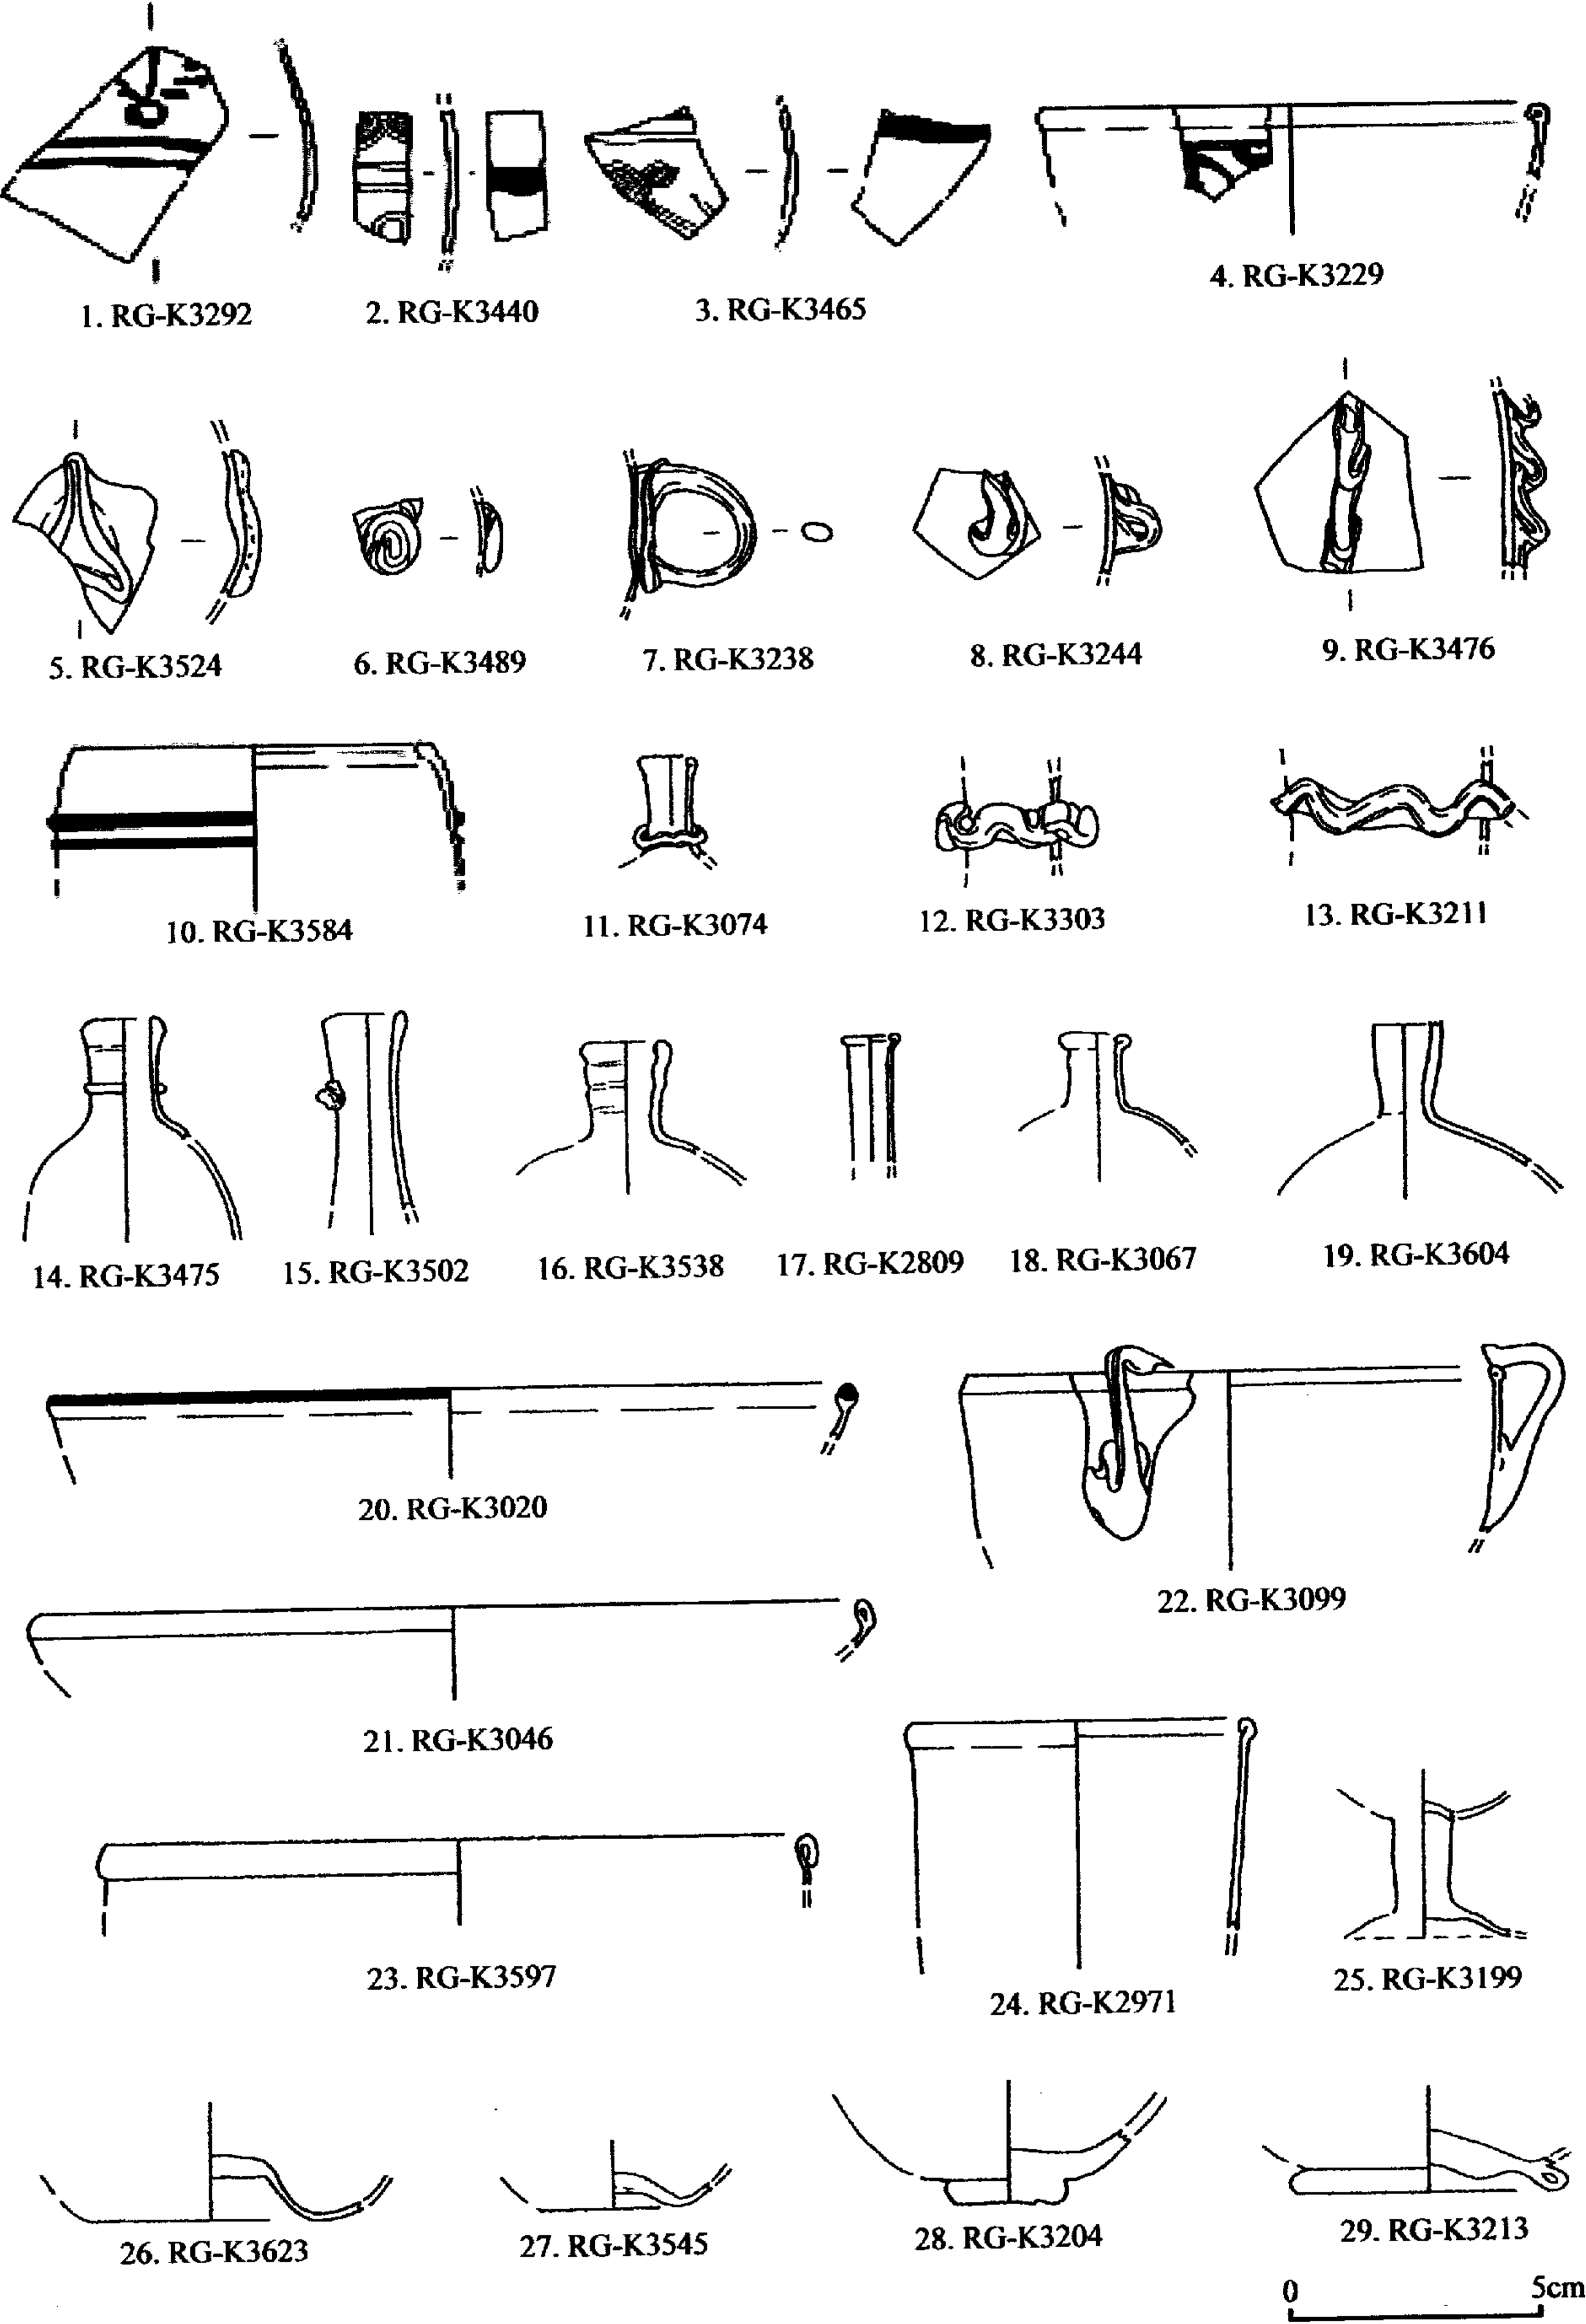 1. RG-K3292
2. RG-K3440
3. RG-K3465
4. RG-K3229
5. RG-K3524
6. RG-K3489
7. RG-K3238
8. RG-K3244
9. RG-K3476
10. RG-K3584
11. RG-K3074
12. RG-K3303
13. RG-K3211
14. RG-K3475
15. RG-K3502
16. RG-K3538
17. RG-K2809
18. RG-K3067
19. RG-K3604
20. RG-K3020
22. RG-K3099
21. RG-K3046
23. RG-K3597
24. RG-K2971
25. RG-K3199
26. RG-K3623
27. RG-K3545
28. RG-K3204
29. RG-K3213
0 5cm